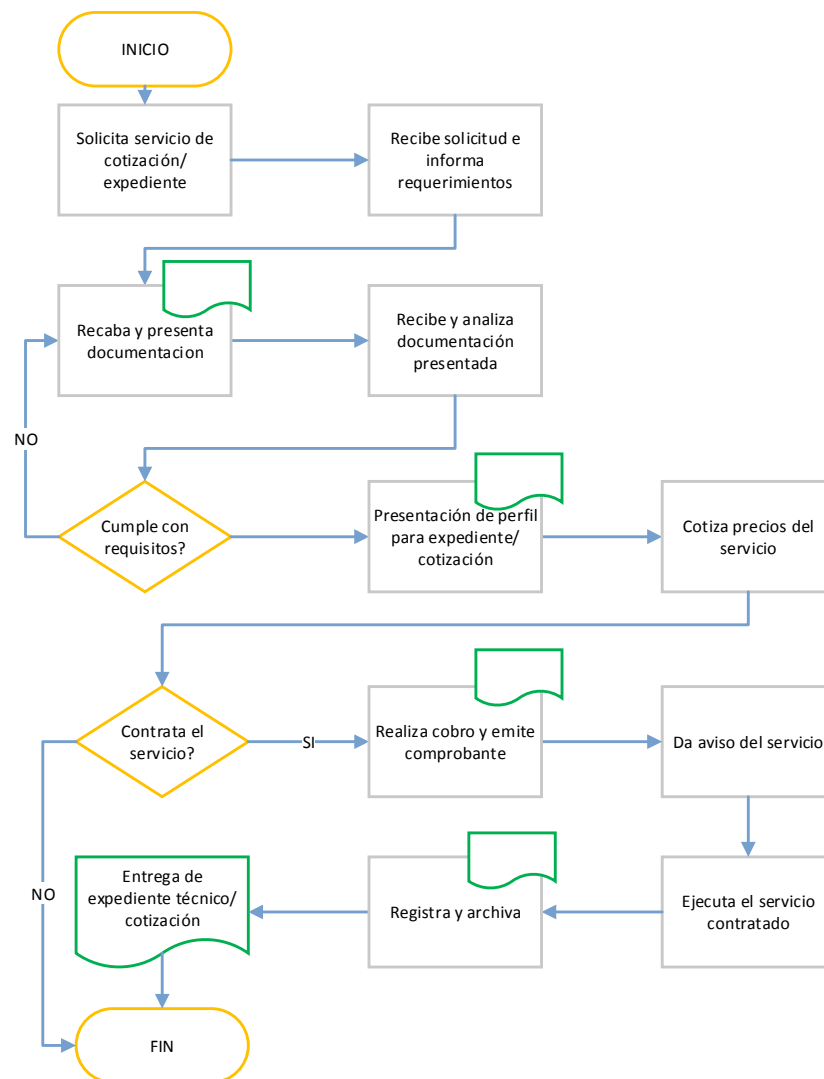 INICIO
Solicita servicio de
cotización/
expediente
Recibe solicitud e
informa
requerimientos
Recaba y presenta
documentacion
Recibe y analiza
documentación
presentada
NO
Cumple con
requisitos?
Presentación de perfil
para expediente/
cotización
Cotiza precios del
servicio
Contrata el
servicio?
SI
Realiza cobro y emite
comprobante
Da aviso del servicio
NO
Entrega de
expediente técnico/
cotización
Registra y archiva
Ejecuta el servicio
contratado
FIN